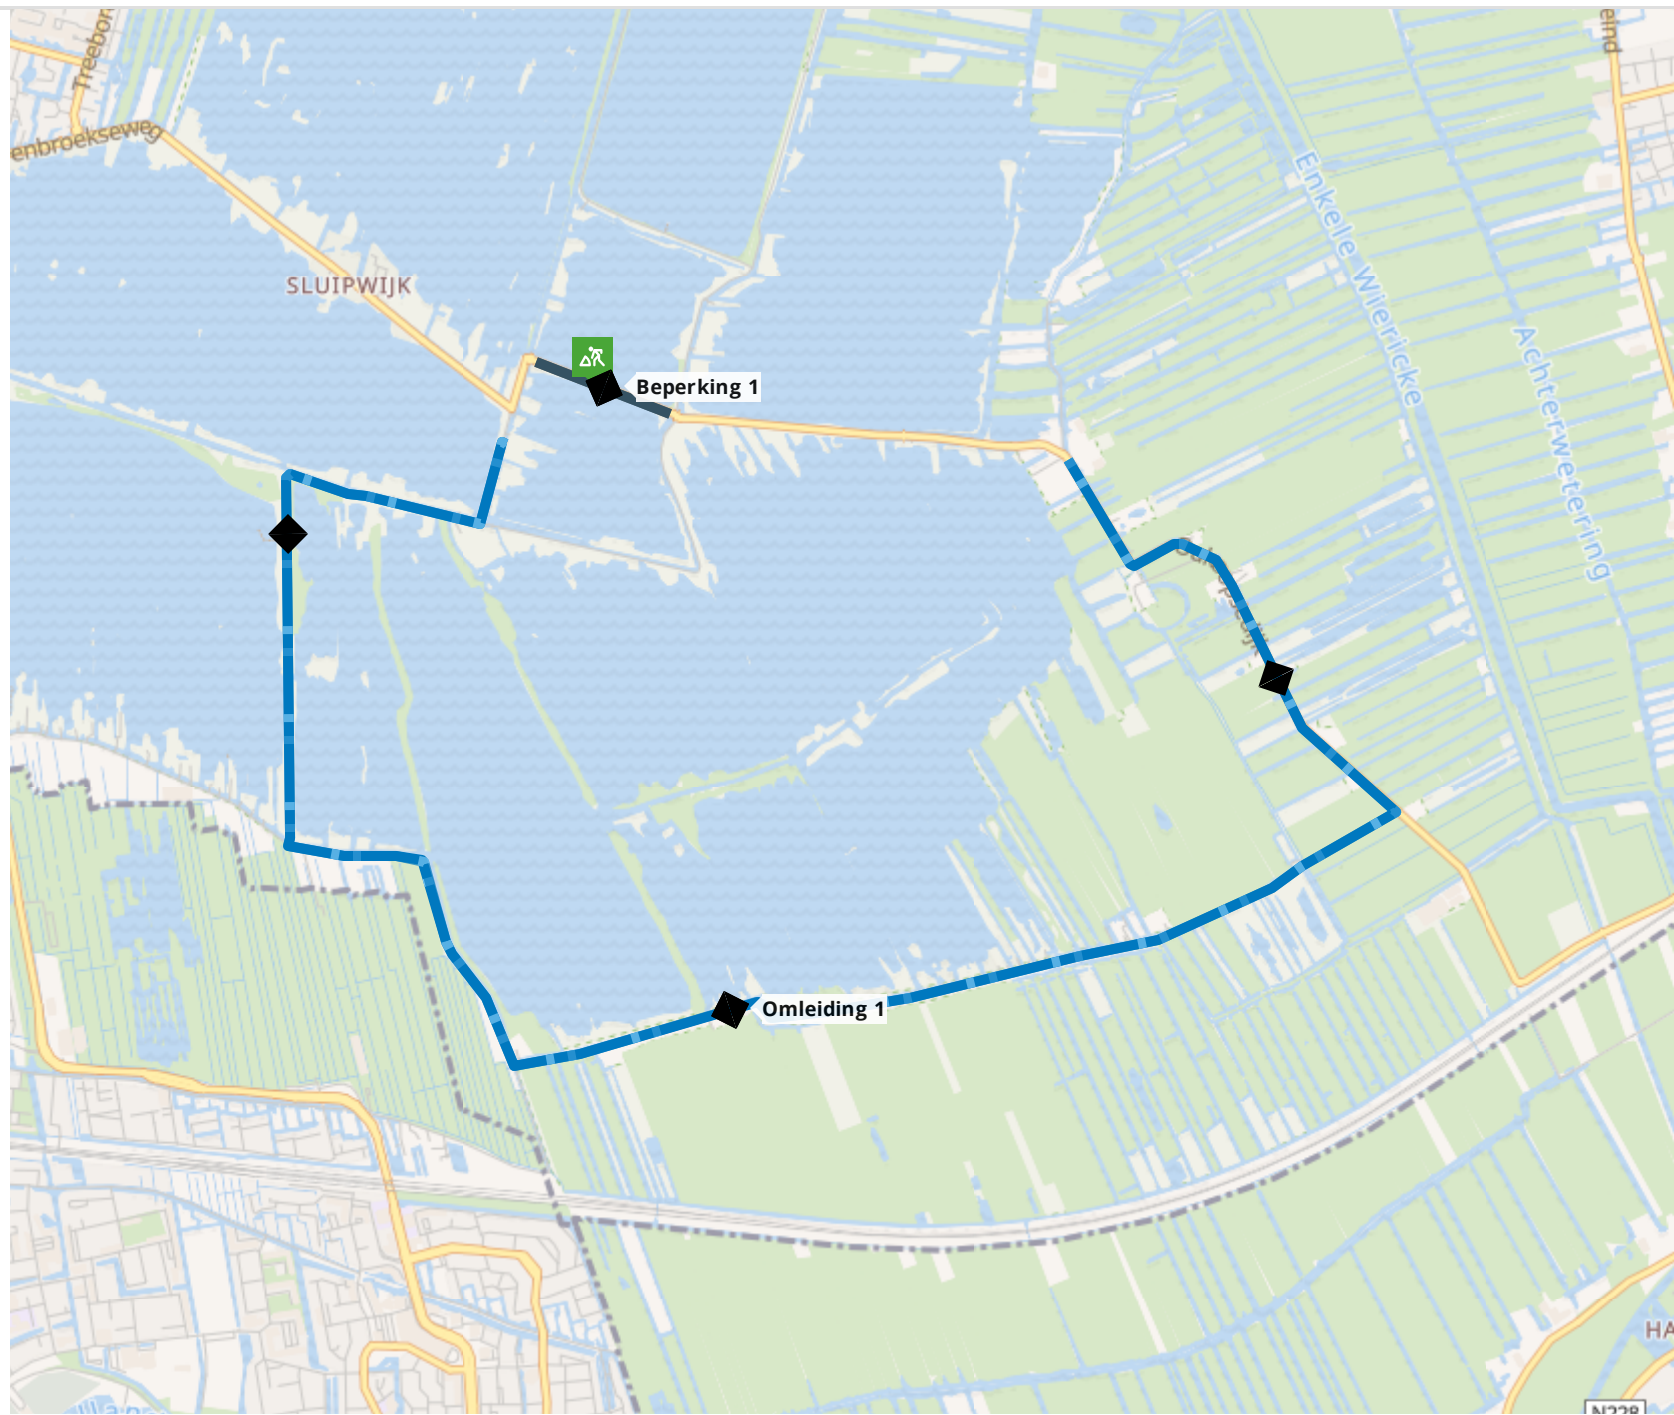 Treebor
enbroekseweg
eind
Enkele Wiericke
SLUIPWIJK
Achterwetering
Beperking 1
Omleiding 1
HA
N228